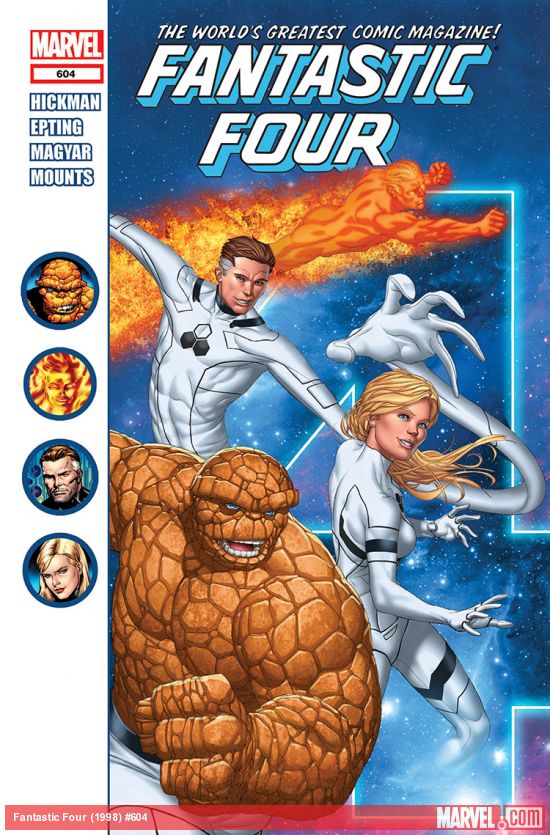 THE WORLD'S GREATEST COMIC MAGAZINE!
MARVEL
604
HICKMAN
EPTING
MAGYAR
MOUNTS
FANTASTIC
FOUR
Fantastic Four (1998) #604
MARVEL.com